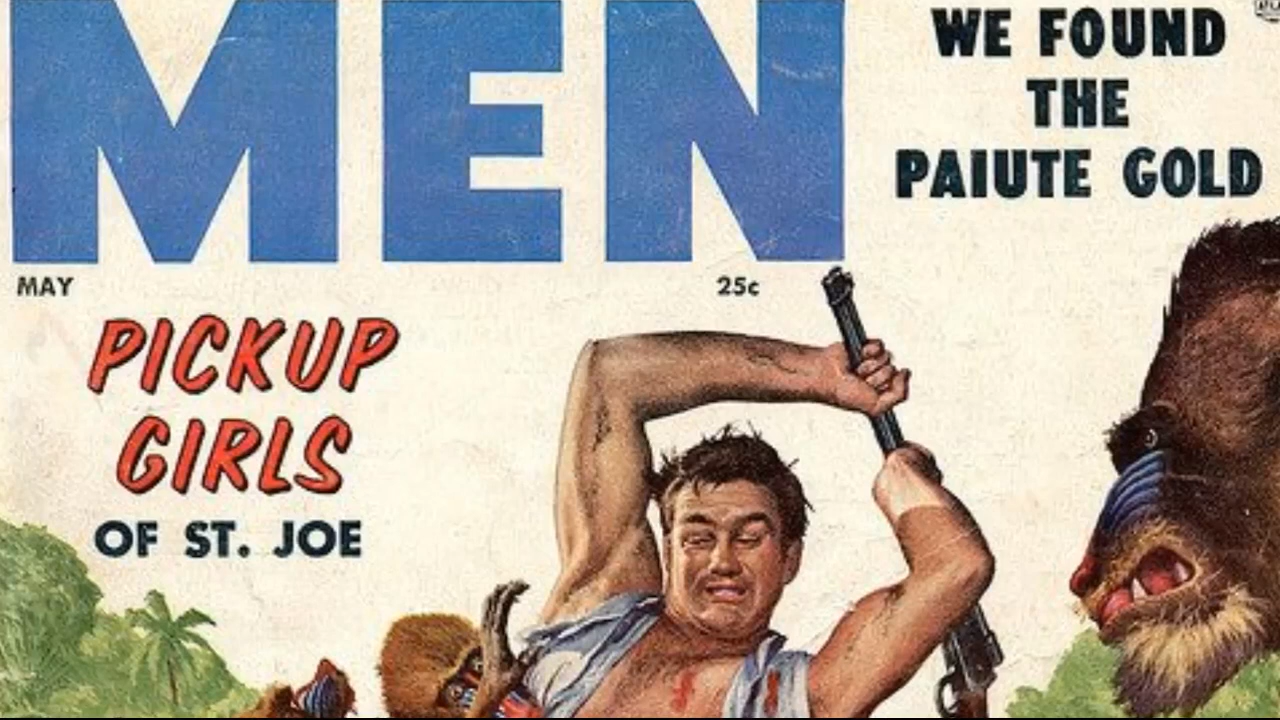 MEN
WE FOUND
THE
PAIUTE GOLD
MAY
25c
PICKUP
GIRLS
OF ST. JOE